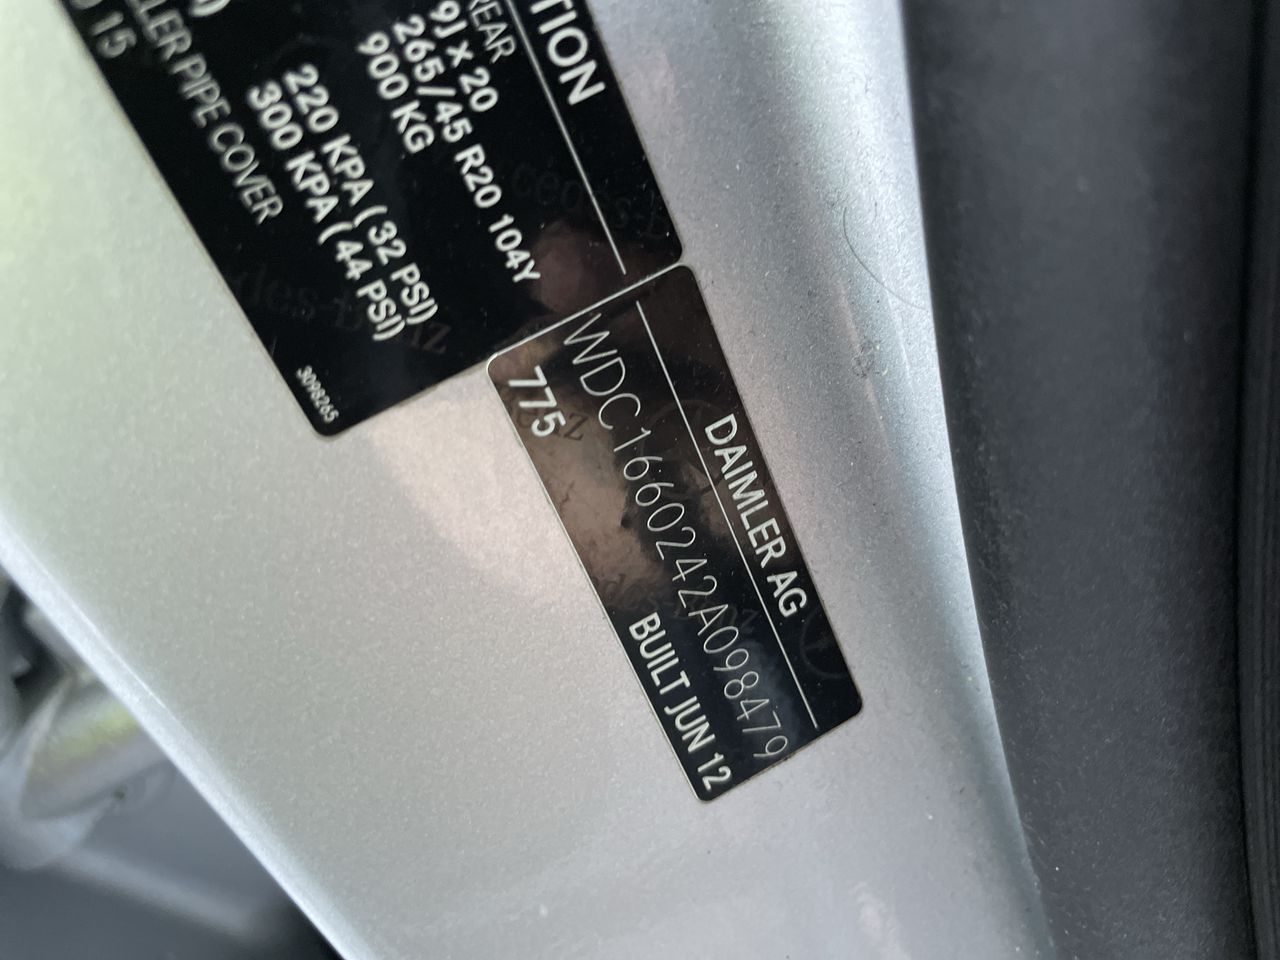 TION
REAR
9J x 20
265/45 R20 104Y
900 KG
220 KPA ( 32 PSI)
300 KPA ( 44 PSI)
PIPE COVER
15
3098265
DAIMLER AG
WDC1660242A098479
775
BUILT JUN 12